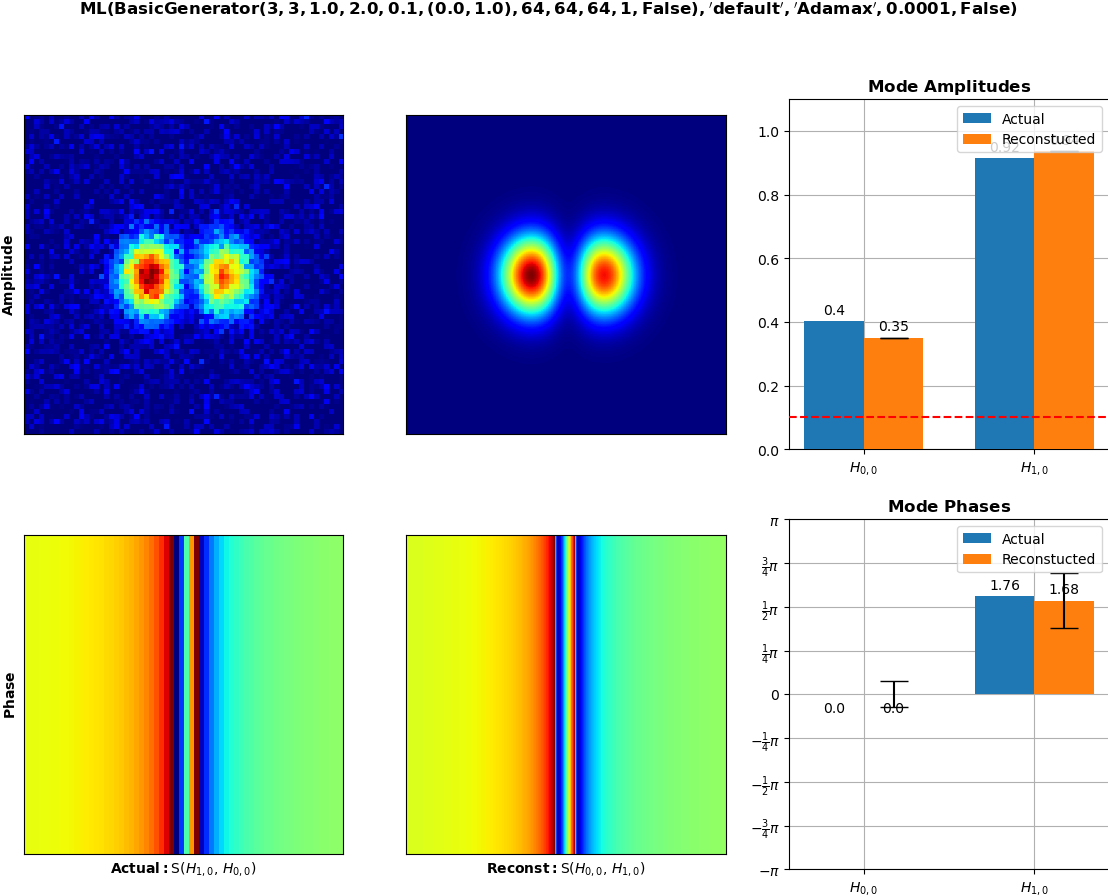 ML(BasicGenerator(3, 3, 1.0, 2.0, 0.1, (0.0, 1.0), 64, 64, 64, 1, False), ′default′, ′Adamax′, 0.0001, False)
Amplitude
Mode Amplitudes
Actual
Reconstucted
1.0
0.8
0.6
0.4
0.2
0.0
0.92
0.4
0.35
H0, 0
H1, 0
Phase
Actual: S(H1, 0, H0, 0)
Reconst: S(H0, 0, H1, 0)
Mode Phases
Actual
Reconstucted
π
3/4π
1/2π
1/4π
0
−1/4π
−1/2π
−3/4π
−π
1.76
1.68
0.0
0.0
H0, 0
H1, 0